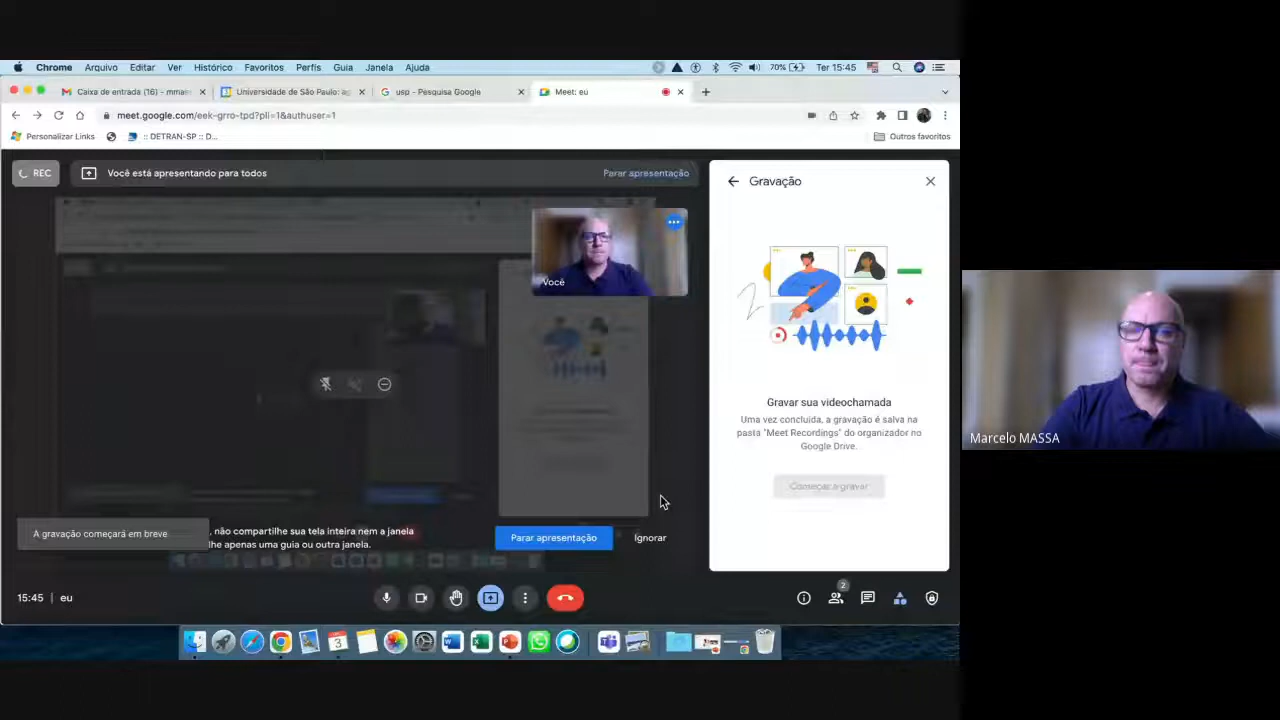 Chrome Arquivo Editar Ver Histórico Favoritos Perfis Guia Janela Ajuda 70% Ter 15:45
Caixa de entrada (16) - mmas Universidade de São Paulo: ag usp - Pesquisa Google Meet: eu
meet.google.com/eek-grro-tpd?pli=1&authuser=1
Personalizar Links :: DETRAN-SP :: D... Outros favoritos
REC Você está apresentando para todos Parar apresentação
Gravação
Você
Gravar sua videochamada
Uma vez concluída, a gravação é salva na
pasta "Meet Recordings" do organizador no
Google Drive.
Começar a gravar
Marcelo MASSA
A gravação começará em breve
, não compartilhe sua tela inteira nem a janela
lhe apenas uma guia ou outra janela.
Parar apresentação Ignorar
15:45 | eu
2